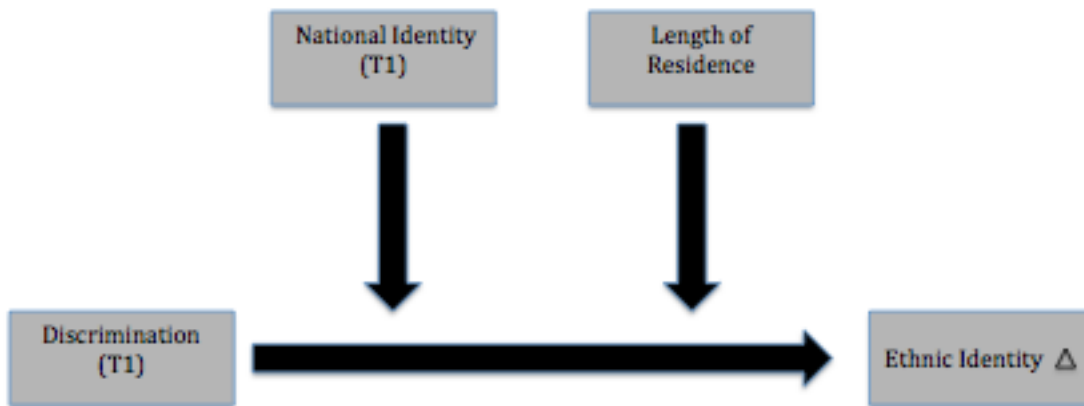 National Identity
(T1)
Length of
Residence
Discrimination
(T1)
Ethnic Identity Δ